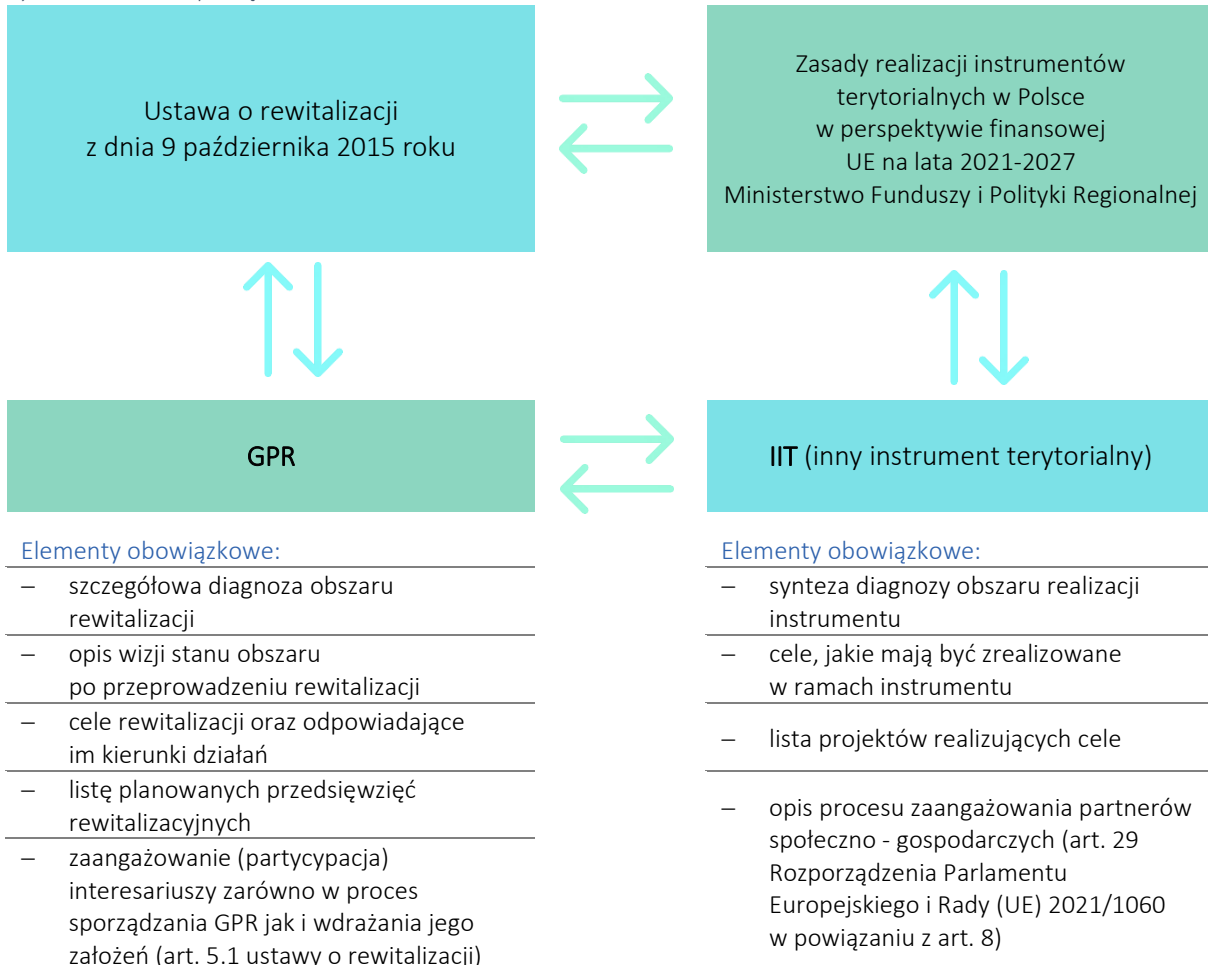 Ustawa o rewitalizacji
z dnia 9 października 2015 roku
Zasady realizacji instrumentów
terytorialnych w Polsce
w perspektywie finansowej
UE na lata 2021-2027
Ministerstwo Funduszy i Polityki Regionalnej
GPR
IIT (inny instrument terytorialny)
Elementy obowiązkowe:
– szczegółowa diagnoza obszaru
rewitalizacji
– opis wizji stanu obszaru
po przeprowadzeniu rewitalizacji
– cele rewitalizacji oraz odpowiadające
im kierunki działań
– listę planowanych przedsięwzięć
rewitalizacyjnych
– zaangażowanie (partycypacja)
interesariuszy zarówno w proces
sporządzania GPR jak i wdrażania jego
założeń (art. 5.1 ustawy o rewitalizacji)
Elementy obowiązkowe:
– synteza diagnozy obszaru realizacji
instrumentu
– cele, jakie mają być zrealizowane
w ramach instrumentu
– lista projektów realizujących cele
– opis procesu zaangażowania partnerów
społeczno - gospodarczych (art. 29
Rozporządzenia Parlamentu
Europejskiego i Rady (UE) 2021/1060
w powiązaniu z art. 8)